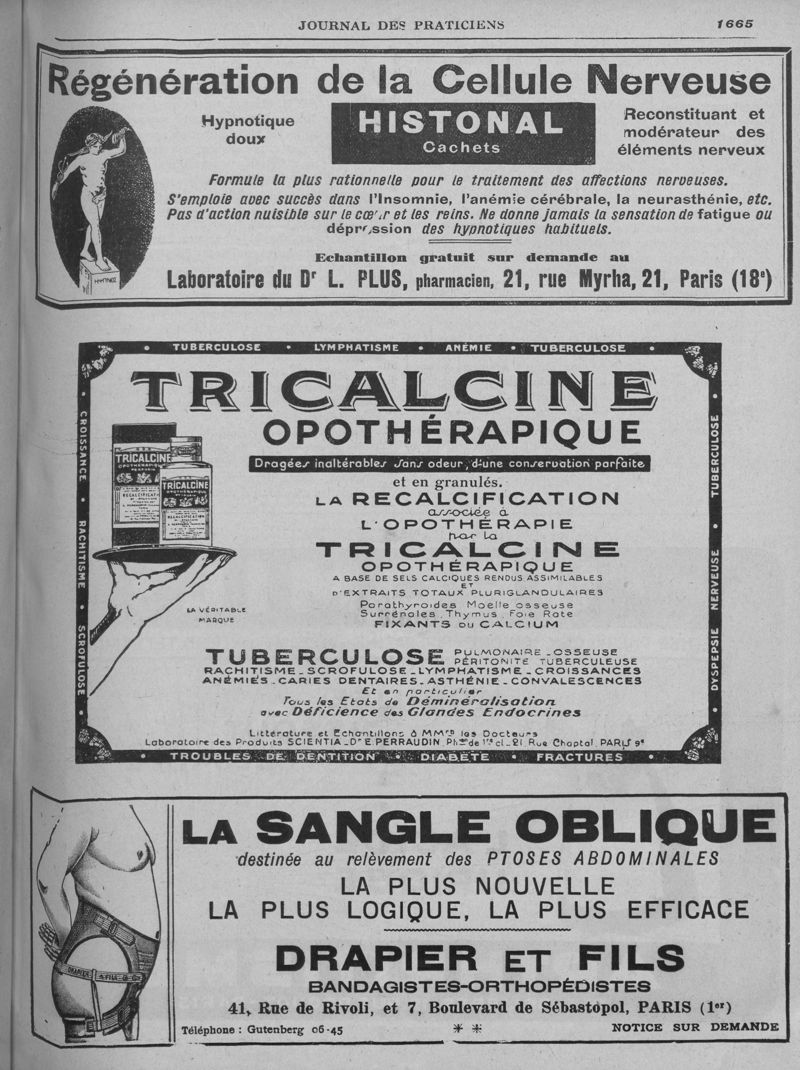 JOURNAL DES PRATICIENS 1665
Régénération de la Cellule Nerveuse
Hypnotique
doux
HISTONAL
Cachets
Reconstituant et
modérateur des
éléments nerveux
Formule la plus rationnelle pour le traitement des affections nerveuses.
S'emploie avec succès dans l'Insomnie, l'anémie cérébrale, la neurasthénie, etc.
Pas d'action nuisible sur le cœur et les reins. Ne donne jamais la sensation de fatigue ou
dépression des hypnotiques habituels.
Echantillon gratuit sur demande au
Laboratoire du Dr L. PLUS, pharmacien, 21, rue Myrha, 21, Paris (18e)
• TUBERCULOSE • LYMPHATISME • ANÉMIE • TUBERCULOSE •
CROISSANCE • RACHITISME • SCROFULOSE
TUBERCULOSE • DYSPEPSIE NERVEUSE
TRICALCINE
OPOTHÉRAPIQUE
Dragées inaltérables sans odeur, d'une conservation parfaite
et en granulés.
LA RECALCIFICATION
associée à
L'OPOTHÉRAPIE
par la
TRICALCINE
OPOTHÉRAPIQUE
A BASE DE SELS CALCIQUES RENDUS ASSIMILABLES
ET
D'EXTRAITS TOTAUX PLURIGLANDULAIRES
Parathyroïdes Moelle osseuse
Surrénales, Thymus Foie Rate
FIXANTS DU CALCIUM
TRICALCINE
OPOTHÉRAPIQUE
RECALCIFICATION
TRICALCINE
OPOTHÉRAPIQUE
RECALCIFICATION
LA VÉRITABLE
MARQUE
TUBERCULOSE PULMONAIRE - OSSEUSE
PÉRITONITE TUBERCULEUSE
RACHITISME - SCROFULOSE - LYMPHATISME - CROISSANCES
ANÉMIÉS - CARIES DENTAIRES - ASTHÉNIE - CONVALESCENCES
Et en particulier
Tous les Etats de Déminéralisation
avec Déficience des Glandes Endocrines
Littérature et Echantillons à MMrs les Docteurs
Laboratoire des Produits SCIENTIA - Dr E. PERRAUDIN, Phien de 1re cl - 21, Rue Chaptal, PARIS 9e
TROUBLES DE DENTITION • DIABÈTE • FRACTURES •
LA SANGLE OBLIQUE
destinée au relèvement des PTOSES ABDOMINALES
LA PLUS NOUVELLE
LA PLUS LOGIQUE, LA PLUS EFFICACE
DRAPIER ET FILS
BANDAGISTES-ORTHOPÉDISTES
41, Rue de Rivoli, et 7, Boulevard de Sébastopol, PARIS (1er)
Téléphone : Gutenberg 06-45 * * NOTICE SUR DEMANDE